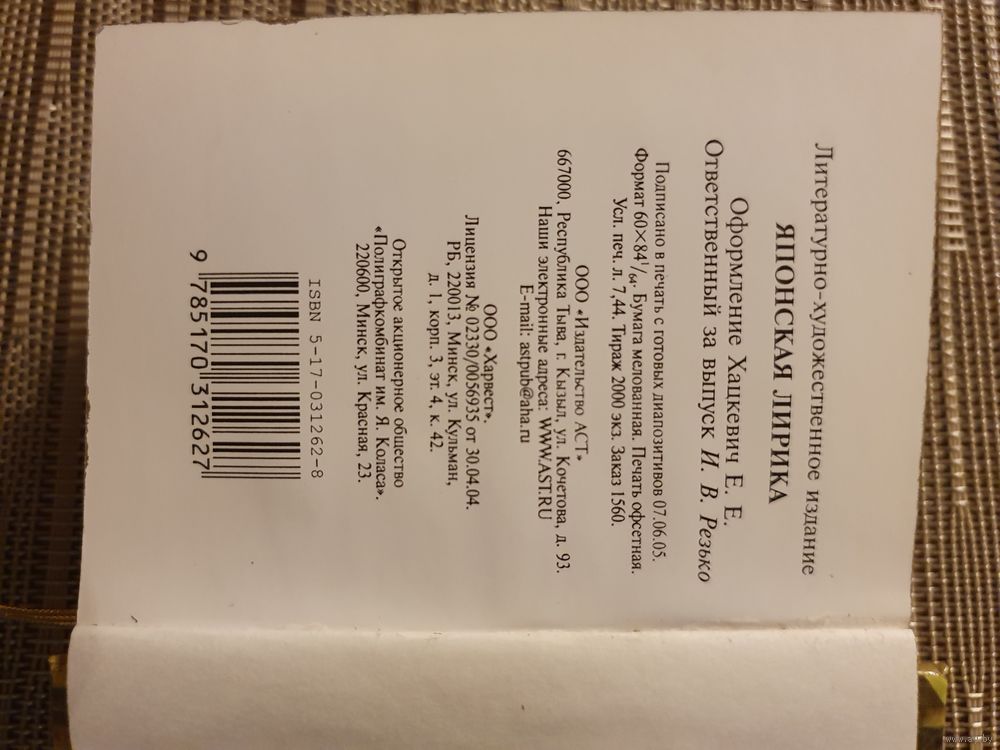 Литературно-художественное издание
ЯПОНСКАЯ ЛИРИКА
Оформление Хацкевич Е. Е.
Ответственный за выпуск И. В. Резько
Подписано в печать с готовых диапозитивов 07.06.05.
Формат 60×84 1/64. Бумага мелованная. Печать офсетная.
Усл. печ. л. 7,44. Тираж 2000 экз. Заказ 1560.
ООО «Издательство АСТ»
667000, Республика Тыва, г. Кызыл, ул. Кочетова, д. 93.
Наши электронные адреса: WWW.AST.RU
E-mail: astpub@aha.ru
ООО «Харвест».
Лицензия № 02330/0056935 от 30.04.04.
РБ, 220013, Минск, ул. Кульман,
д. 1, корп. 3, эт. 4, к. 42.
Открытое акционерное общество
«Полиграфкомбинат им. Я. Коласа».
220600, Минск, ул. Красная, 23.
ISBN 5-17-031262-8
9 785170 312627